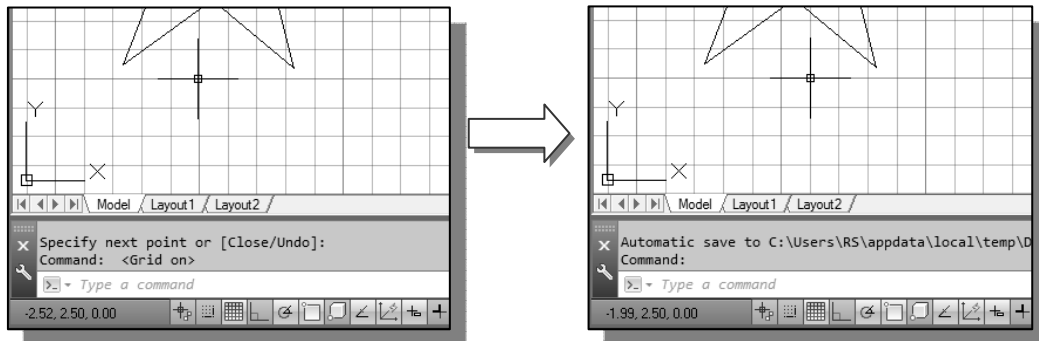 Y
X
Model Layout1 Layout2
Specify next point or [Close/Undo]:
Command: <Grid on>
Type a command
-2.52, 2.50, 0.00
Y
X
Model Layout1 Layout2
Automatic save to C:\Users\RS\appdata\local\temp\D
Command:
Type a command
-1.99, 2.50, 0.00